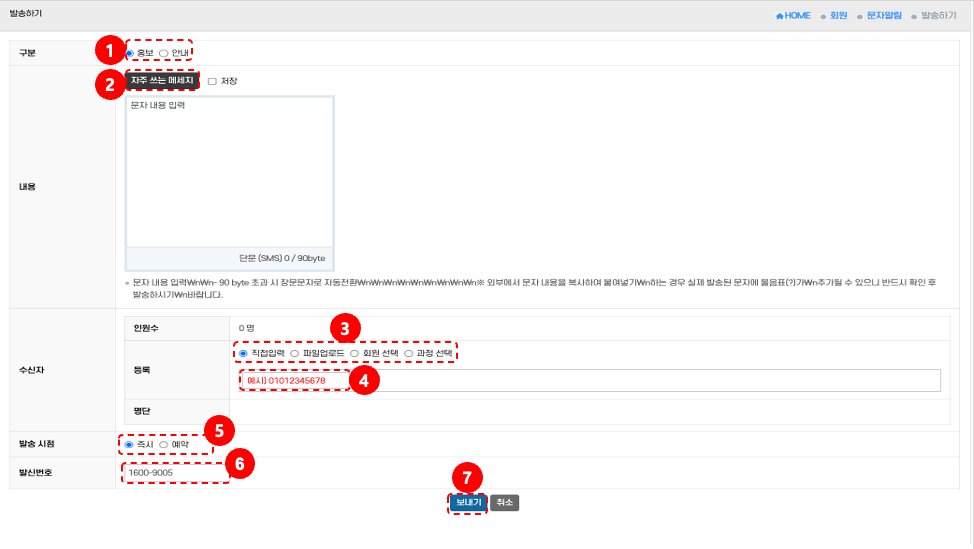 발송하기
HOME 회원 문자알림 발송하기
구분
1
홍보 안내
2
자주 쓰는 메세지 저장
문자 내용 입력
내용
단문 (SMS) 0 / 90byte
문자 내용 입력₩n₩n- 90 byte 초과 시 장문문자로 자동전환₩n₩n₩n₩n₩n₩n₩n₩n₩n※ 외부에서 문자 내용을 복사하여 붙여넣기₩n하는 경우 실제 발송된 문자에 물음표(?)가₩n추가될 수 있으니 반드시 확인 후
발송하시기₩n바랍니다.
수신자
인원수 0 명
3
등록
직접입력 파일업로드 회원 선택 과정 선택
예시) 01012345678
4
명단
5
발송 시점 즉시 예약
6
발신번호 1600-9005
7
보내기 취소